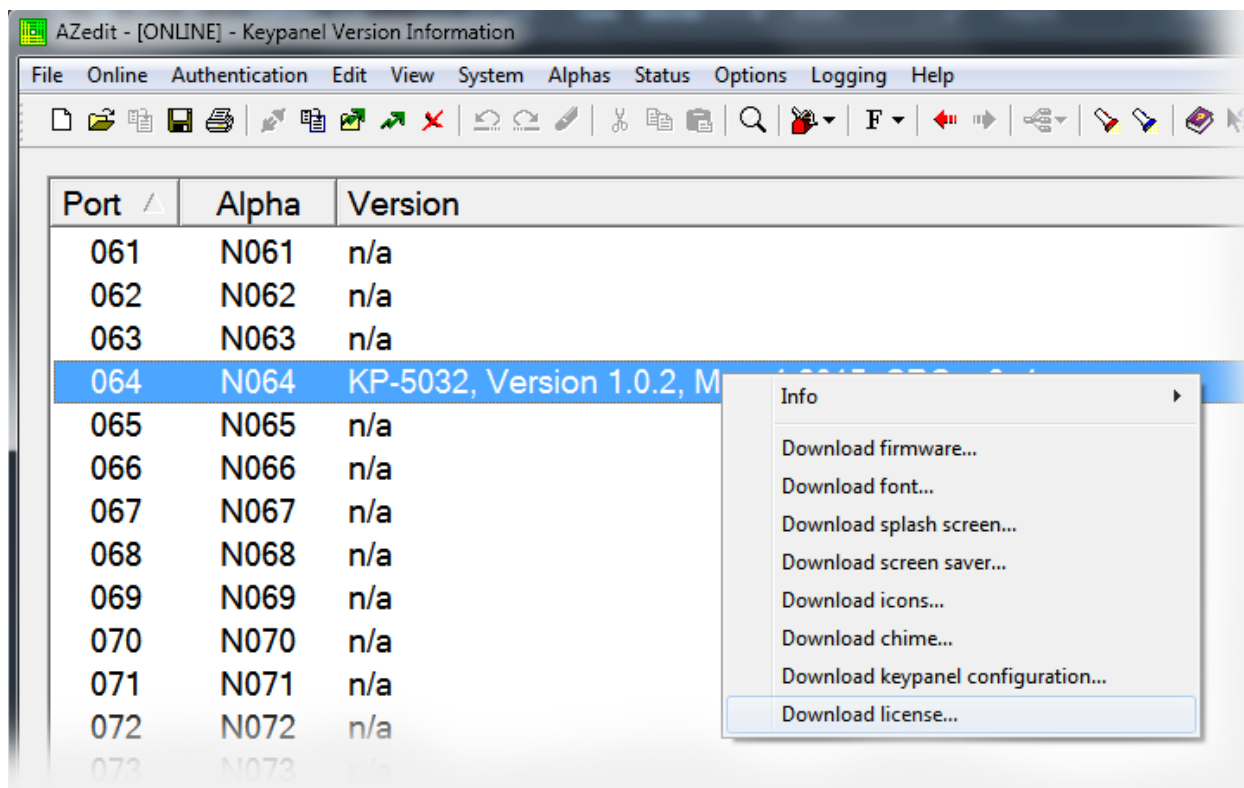 AZedit - [ONLINE] - Keypanel Version Information
File Online Authentication Edit View System Alphas Status Options Logging Help
F
Port Alpha Version
061 N061 n/a
062 N062 n/a
063 N063 n/a
064 N064 KP-5032, Version 1.0.2, M
Info
Download firmware...
Download font...
Download splash screen...
Download screen saver...
Download icons...
Download chime...
Download keypanel configuration...
Download license...
065 N065 n/a
066 N066 n/a
067 N067 n/a
068 N068 n/a
069 N069 n/a
070 N070 n/a
071 N071 n/a
072 N072 n/a
073 N073 n/a